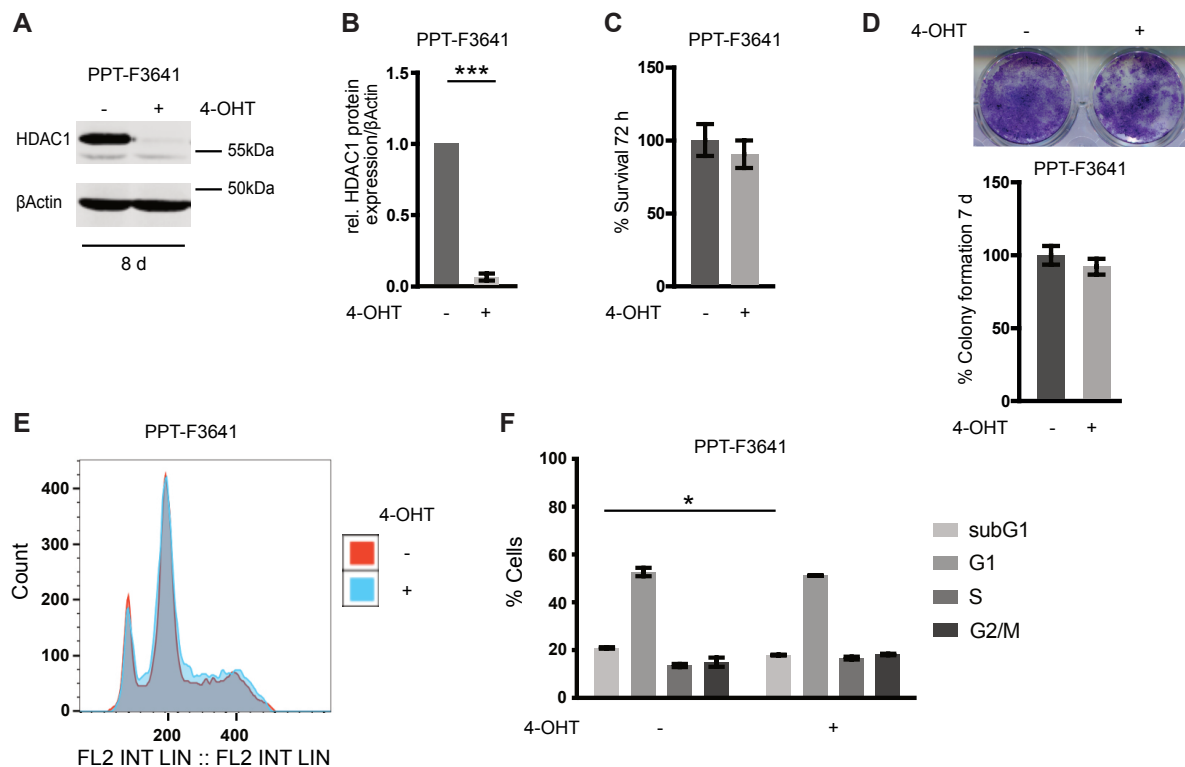 A
PPT-F3641
- + 4-OHT
HDAC1
55kDa
50kDa
βActin
8 d
B
PPT-F3641
rel. HDAC1 protein
expression/βActin
1.5
1.0
0.5
0.0
***
4-OHT - +
C
PPT-F3641
% Survival 72 h
150
100
50
0
4-OHT - +
D
4-OHT - +
PPT-F3641
% Colony formation 7 d
150
100
50
0
4-OHT - +
E
PPT-F3641
Count
400
300
200
100
0
200 400
FL2 INT LIN :: FL2 INT LIN
4-OHT
-
+
F
PPT-F3641
% Cells
100
80
60
40
20
0
*
4-OHT - +
subG1
G1
S
G2/M